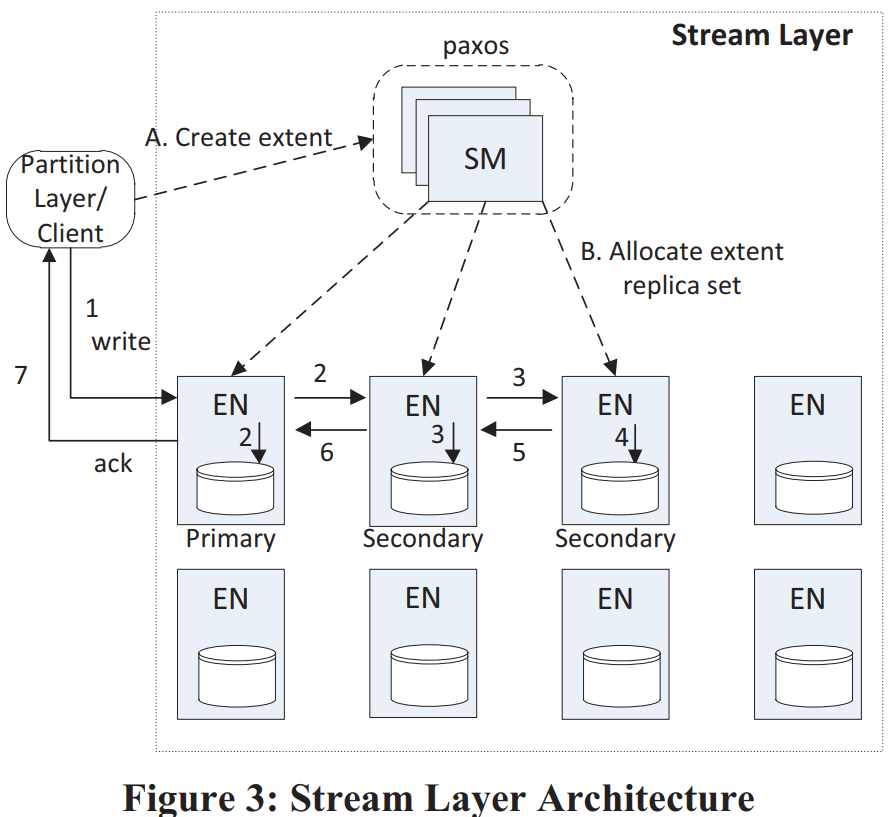 Stream Layer
paxos
A. Create extent
SM
Partition
Layer/
Client
B. Allocate extent
replica set
1
write
7
ack
EN
2
2
6
Primary
EN
3
3
5
Secondary
EN
4
Secondary
EN
EN
EN
EN
EN
Figure 3: Stream Layer Architecture